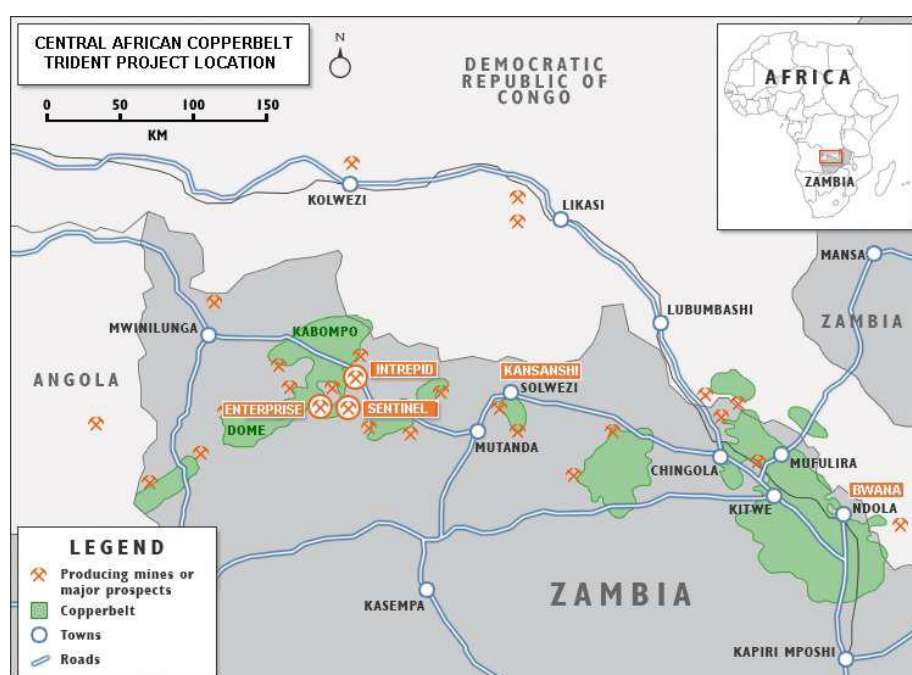 CENTRAL AFRICAN COPPERBELT
TRIDENT PROJECT LOCATION
N
0 50 100 150
KM
DEMOCRATIC
REPUBLIC OF
CONGO
AFRICA
ZAMBIA
KOLWEZI
LIKASI
MANSA
LUBUMBASHI
ZAMBIA
MWINILUNGA
KABOMPO
ANGOLA
INTREPID
KANSANSHI
SOLWEZI
ENTERPRISE
SENTINEL
DOME
MUTANDA
CHINGOLA
MUFULIRA
KITWE
BWANA
NDOLA
LEGEND
Producing mines or
major prospects
Copperbelt
Towns
Roads
KASEMPA
ZAMBIA
KAPIRI MPOSHI